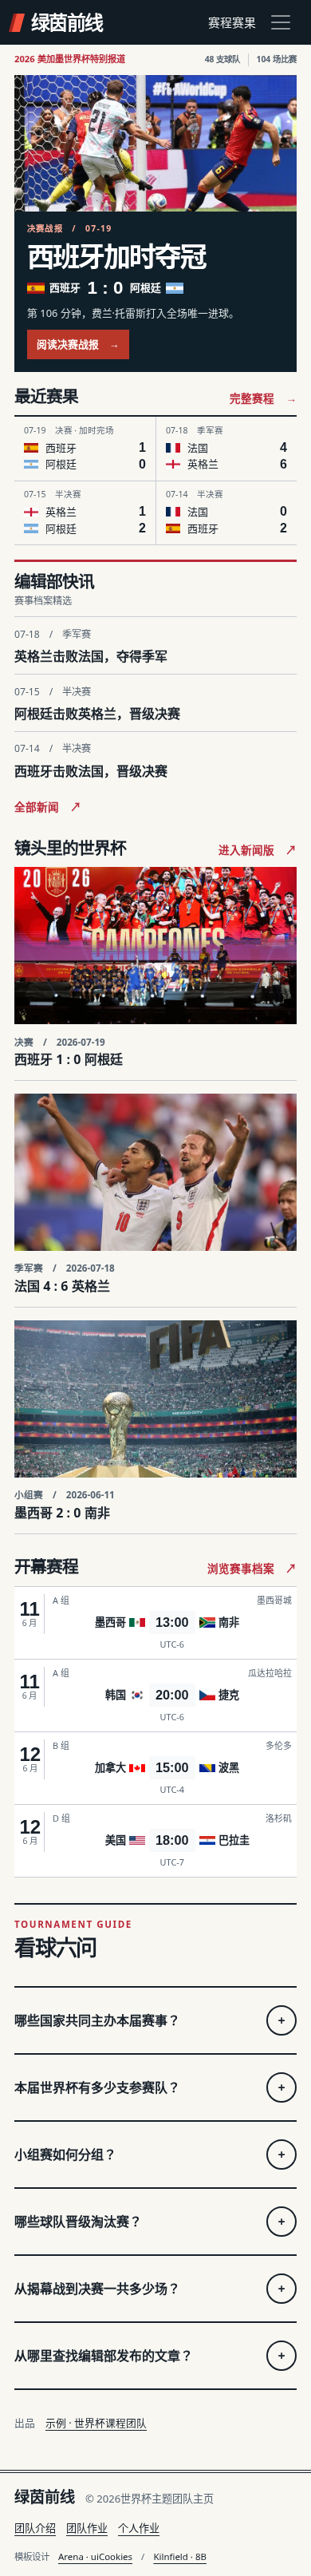 绿茵前线
赛程赛果
2026 美加墨世界杯特别报道
48 支球队
104 场比赛
21
6
决赛战报 / 07-19
西班牙加时夺冠
西班牙 1 : 0 阿根廷
第 106 分钟，费兰·托雷斯打入全场唯一进球。
阅读决赛战报 →
最近赛果
完整赛程 →
07-19 决赛 · 加时完场
西班牙 1
阿根廷 0
07-18 季军赛
法国 4
英格兰 6
07-15 半决赛
英格兰 1
阿根廷 2
07-14 半决赛
法国 0
西班牙 2
编辑部快讯
赛事档案精选
07-18 / 季军赛
英格兰击败法国，夺得季军
07-15 / 半决赛
阿根廷击败英格兰，晋级决赛
07-14 / 半决赛
西班牙击败法国，晋级决赛
全部新闻 ↗
镜头里的世界杯
进入新闻版 ↗
2026
CAMPEONES
决赛 / 2026-07-19
西班牙 1 : 0 阿根廷
10
9
季军赛 / 2026-07-18
法国 4 : 6 英格兰
FIFA
小组赛 / 2026-06-11
墨西哥 2 : 0 南非
开幕赛程
浏览赛事档案 ↗
11
6 月
A 组
墨西哥城
墨西哥 13:00 南非
UTC-6
11
6 月
A 组
瓜达拉哈拉
韩国 20:00 捷克
UTC-6
12
6 月
B 组
多伦多
加拿大 15:00 波黑
UTC-4
12
6 月
D 组
洛杉矶
美国 18:00 巴拉圭
UTC-7
TOURNAMENT GUIDE
看球六问
哪些国家共同主办本届赛事？ +
本届世界杯有多少支参赛队？ +
小组赛如何分组？ +
哪些球队晋级淘汰赛？ +
从揭幕战到决赛一共多少场？ +
从哪里查找编辑部发布的文章？ +
出品 示例 · 世界杯课程团队
绿茵前线 © 2026世界杯主题团队主页
团队介绍 团队作业 个人作业
模板设计 Arena · uiCookies / Kilnfield · 8B